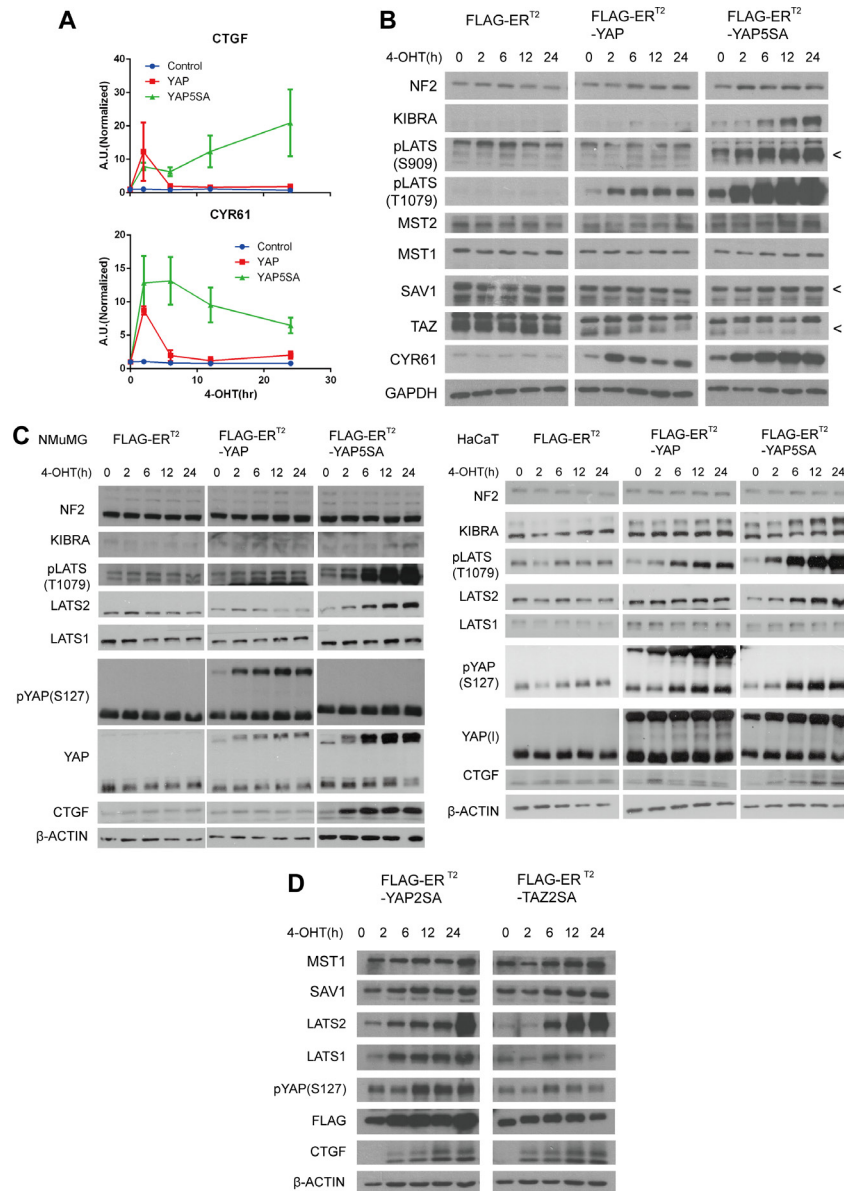 A
CTGF
40
30
20
10
0
A.U.(Normalized)
Control
YAP
YAP5SA
CYR61
20
15
10
5
0
A.U.(Normalized)
Control
YAP
YAP5SA
0 10 20 30
4-OHT(hr)
B
FLAG-ER^T2 FLAG-ER^T2 -YAP FLAG-ER^T2 -YAP5SA
4-OHT(h) 0 2 6 12 24 0 2 6 12 24 0 2 6 12 24
NF2
KIBRA
pLATS
(S909) <
pLATS
(T1079)
MST2
MST1
SAV1 <
TAZ <
CYR61
GAPDH
C
NMuMG FLAG-ER^T2 FLAG-ER^T2 -YAP FLAG-ER^T2 -YAP5SA
4-OHT(h) 0 2 6 12 24 0 2 6 12 24 0 2 6 12 24
NF2
KIBRA
pLATS
(T1079)
LATS2
LATS1
pYAP(S127)
YAP
CTGF
β-ACTIN
HaCaT FLAG-ER^T2 FLAG-ER^T2 -YAP FLAG-ER^T2 -YAP5SA
4-OHT(h) 0 2 6 12 24 0 2 6 12 24 0 2 6 12 24
NF2
KIBRA
pLATS
(T1079)
LATS2
LATS1
pYAP
(S127)
YAP(I)
CTGF
β-ACTIN
D
FLAG-ER^T2 -YAP2SA FLAG-ER^T2 -TAZ2SA
4-OHT(h) 0 2 6 12 24 0 2 6 12 24
MST1
SAV1
LATS2
LATS1
pYAP(S127)
FLAG
CTGF
β-ACTIN